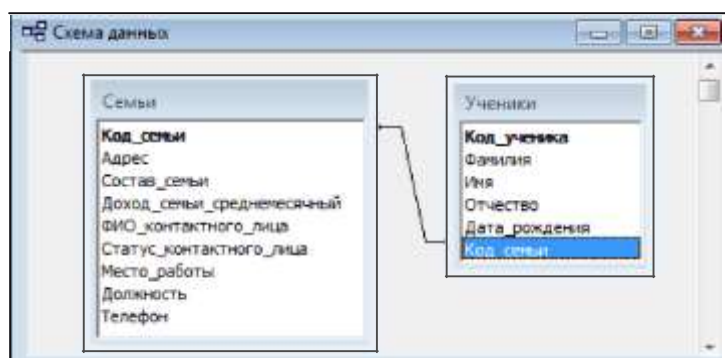 Схема данных
Семьи
Код_семьи
Адрес
Состав_семьи
Доход_семьи_среднемесячный
ФИО_контактного_лица
Статус_контактного_лица
Место_работы
Должность
Телефон
Ученики
Код_ученика
Фамилия
Имя
Отчество
Дата_рождения
Код_семьи